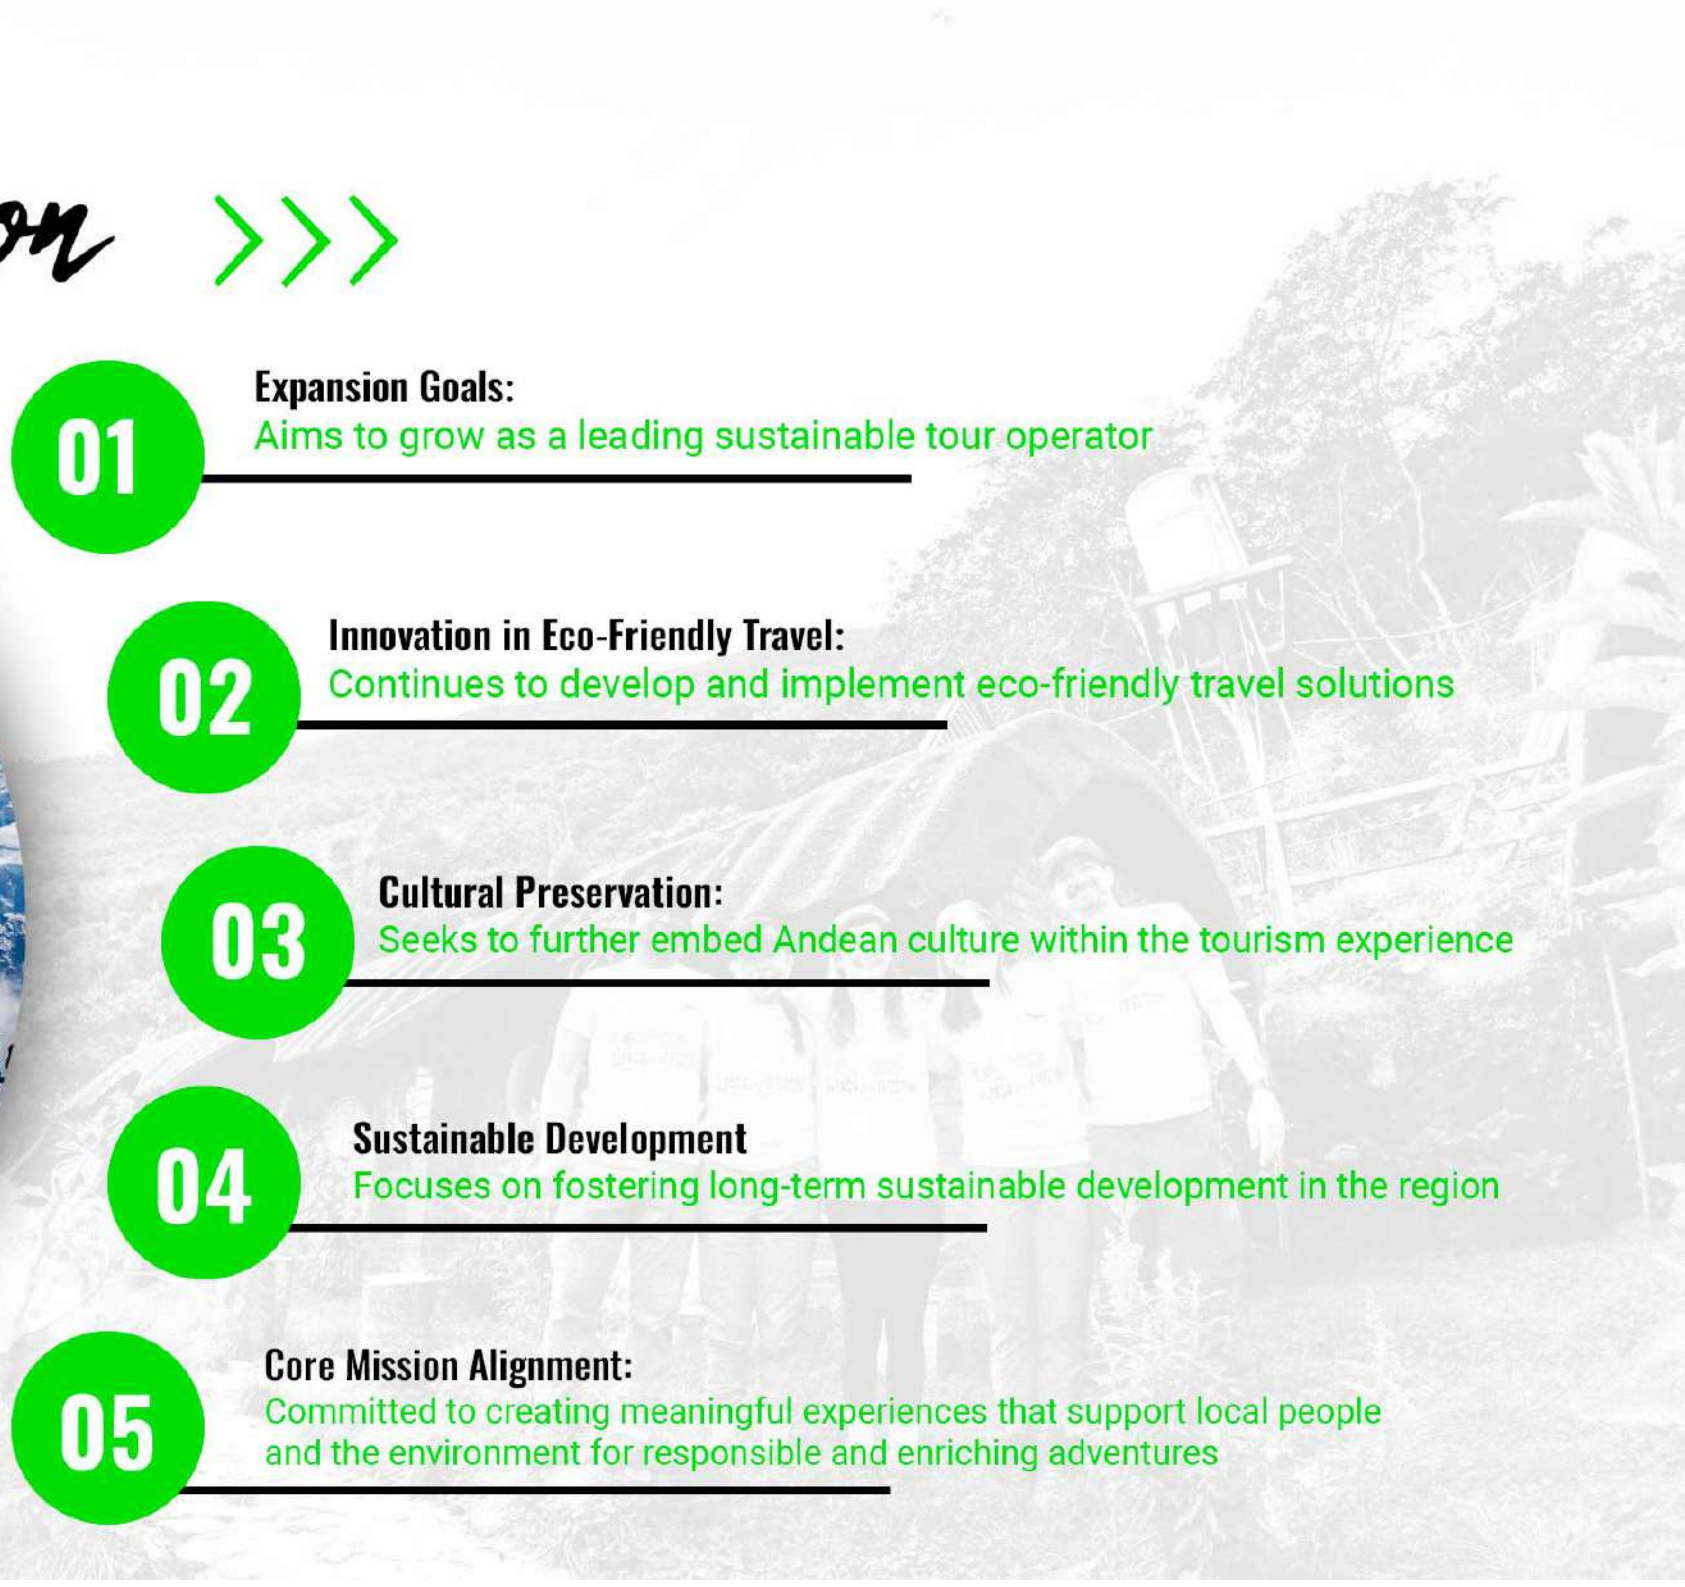 on
01
Expansion Goals:
Aims to grow as a leading sustainable tour operator
02
Innovation in Eco-Friendly Travel:
Continues to develop and implement eco-friendly travel solutions
03
Cultural Preservation:
Seeks to further embed Andean culture within the tourism experience
04
Sustainable Development
Focuses on fostering long-term sustainable development in the region
05
Core Mission Alignment:
Committed to creating meaningful experiences that support local people
and the environment for responsible and enriching adventures